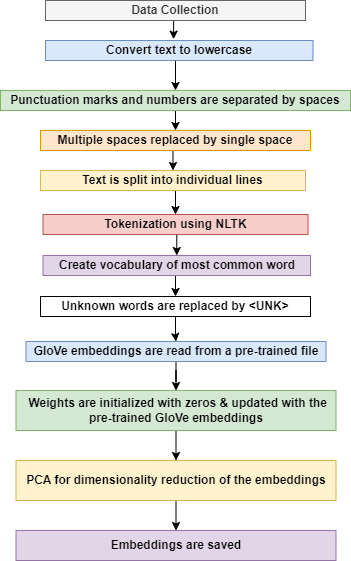 Data Collection
Convert text to lowercase
Punctuation marks and numbers are separated by spaces
Multiple spaces replaced by single space
Text is split into individual lines
Tokenization using NLTK
Create vocabulary of most common word
Unknown words are replaced by <UNK>
GloVe embeddings are read from a pre-trained file
Weights are initialized with zeros & updated with the
pre-trained GloVe embeddings
PCA for dimensionality reduction of the embeddings
Embeddings are saved